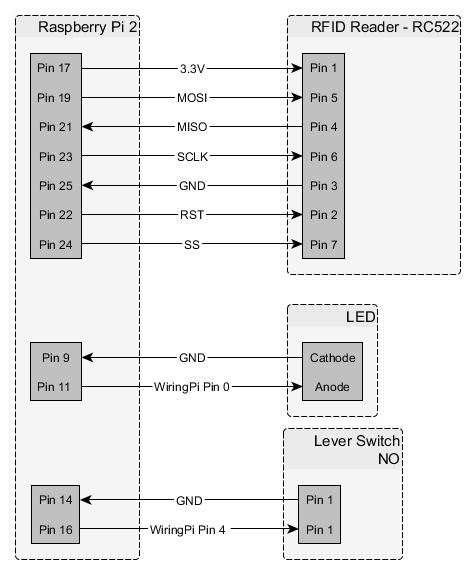 Raspberry Pi 2
RFID Reader - RC522
Pin 17
3.3V
Pin 1
Pin 19
MOSI
Pin 5
Pin 21
MISO
Pin 4
Pin 23
SCLK
Pin 6
Pin 25
GND
Pin 3
Pin 22
RST
Pin 2
Pin 24
SS
Pin 7
LED
Pin 9
GND
Cathode
Pin 11
WiringPi Pin 0
Anode
Lever Switch
NO
Pin 14
GND
Pin 1
Pin 16
WiringPi Pin 4
Pin 1